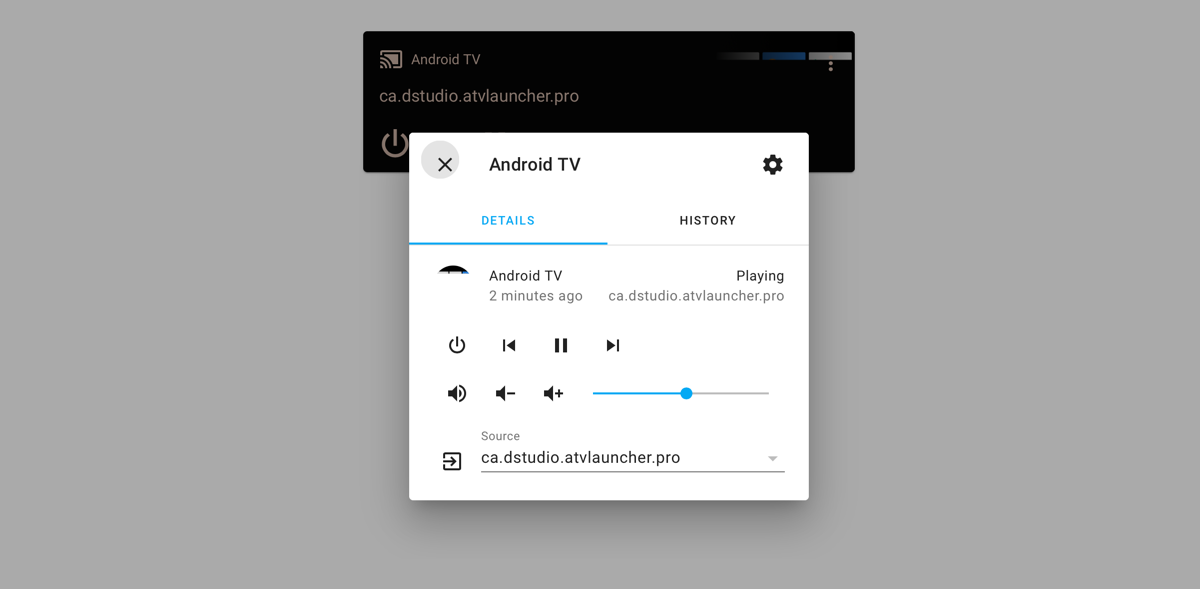 Android TV
ca.dstudio.atvlauncher.pro
Android TV
DETAILS
HISTORY
Android TV
Playing
2 minutes ago
ca.dstudio.atvlauncher.pro
Source
ca.dstudio.atvlauncher.pro